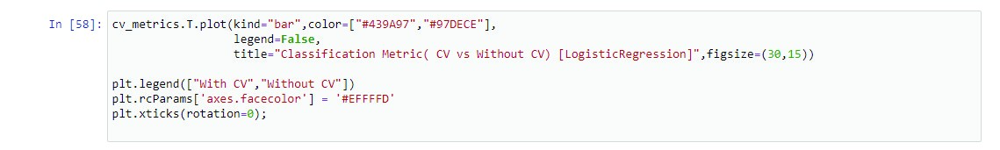 In [58]: cv_metrics.T.plot(kind="bar",color=["#439A97","#97DECE"],
legend=False,
title="Classification Metric( CV vs Without CV) [LogisticRegression]",figsize=(30,15))
plt.legend(["With CV","Without CV"])
plt.rcParams['axes.facecolor'] = '#EFFFFD'
plt.xticks(rotation=0);